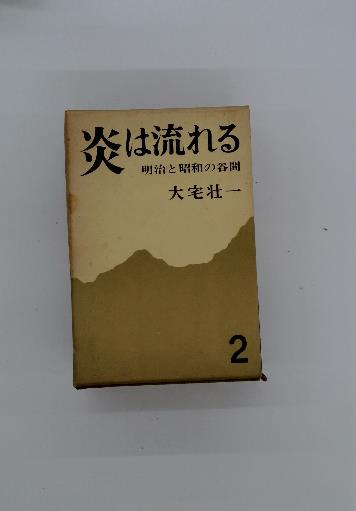 炎は流れる
明治と昭和の谷間
大宅壮一
2